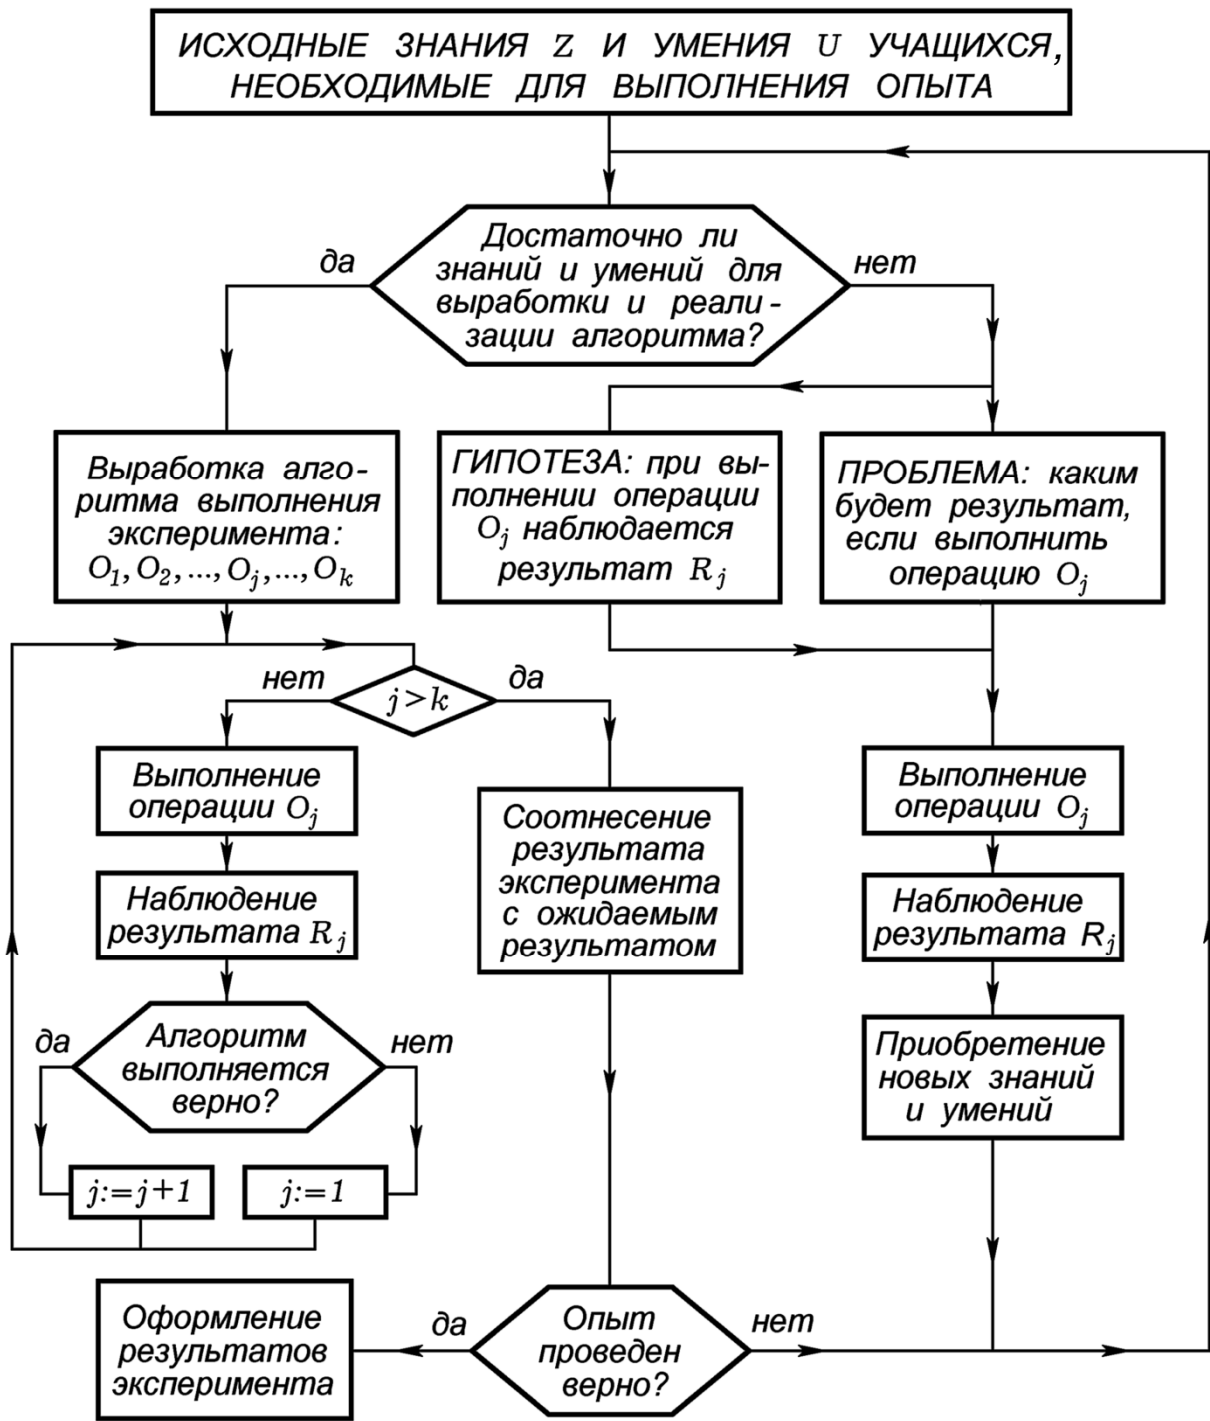 ИСХОДНЫЕ ЗНАНИЯ Z И УМЕНИЯ U УЧАЩИХСЯ,
НЕОБХОДИМЫЕ ДЛЯ ВЫПОЛНЕНИЯ ОПЫТА
Достаточно ли
знаний и умений для
выработки и реали-
зации алгоритма?
да
нет
Выработка алго-
ритма выполнения
эксперимента:
O₁, O₂, ..., Oⱼ, ..., Oₖ
ГИПОТЕЗА: при вы-
полнении операции
Oⱼ наблюдается
результат Rⱼ
ПРОБЛЕМА: каким
будет результат,
если выполнить
операцию Oⱼ
нет
j>k
да
Выполнение
операции Oⱼ
Наблюдение
результата Rⱼ
Алгоритм
выполняется
верно?
да
нет
j:=j+1
j:=1
Соотнесение
результата
эксперимента
с ожидаемым
результатом
Выполнение
операции Oⱼ
Наблюдение
результата Rⱼ
Приобретение
новых знаний
и умений
Оформление
результатов
эксперимента
да
Опыт
проведен
верно?
нет